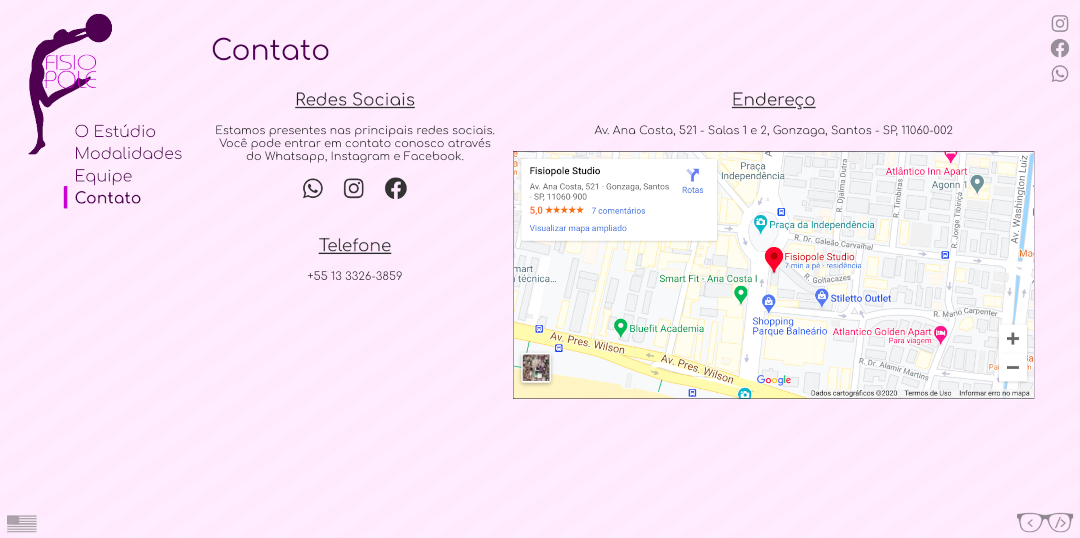 FISIO
POLE
O Estúdio
Modalidades
Equipe
Contato
Contato
Redes Sociais
Estamos presentes nas principais redes sociais.
Você pode entrar em contato conosco através
do Whatsapp, Instagram e Facebook.
Telefone
+55 13 3326-3859
Endereço
Av. Ana Costa, 521 - Salas 1 e 2, Gonzaga, Santos - SP, 11060-002
Fisiopole Studio
Av. Ana Costa, 521 - Gonzaga, Santos
- SP, 11060-900
Rotas
5,0 ★★★★★ 7 comentários
Visualizar mapa ampliado
Praça
Independência
Atlântico Inn Apart
Agonn 1
Av. Washington Luiz
R. Djalma Dutra
R. Timbiras
R. Jorge Tibiriçá
Praça da Independência
R. Dr. Galeão Carvalhal
Fisiopole Studio
7 min a pé - residência
R. Goitacazes
mart
técnica...
Smart Fit - Ana Costa I
Stiletto Outlet
R. Mario Carpenter
Shopping
Parque Balneário
Bluefit Academia
Atlantico Golden Apart
Para viagem
Av. Pres. Wilson
Av. Pres. Wilson
R. Dr. Alamir Martins
Google
Dados cartográficos ©2020 Termos de Uso Informar erro no mapa